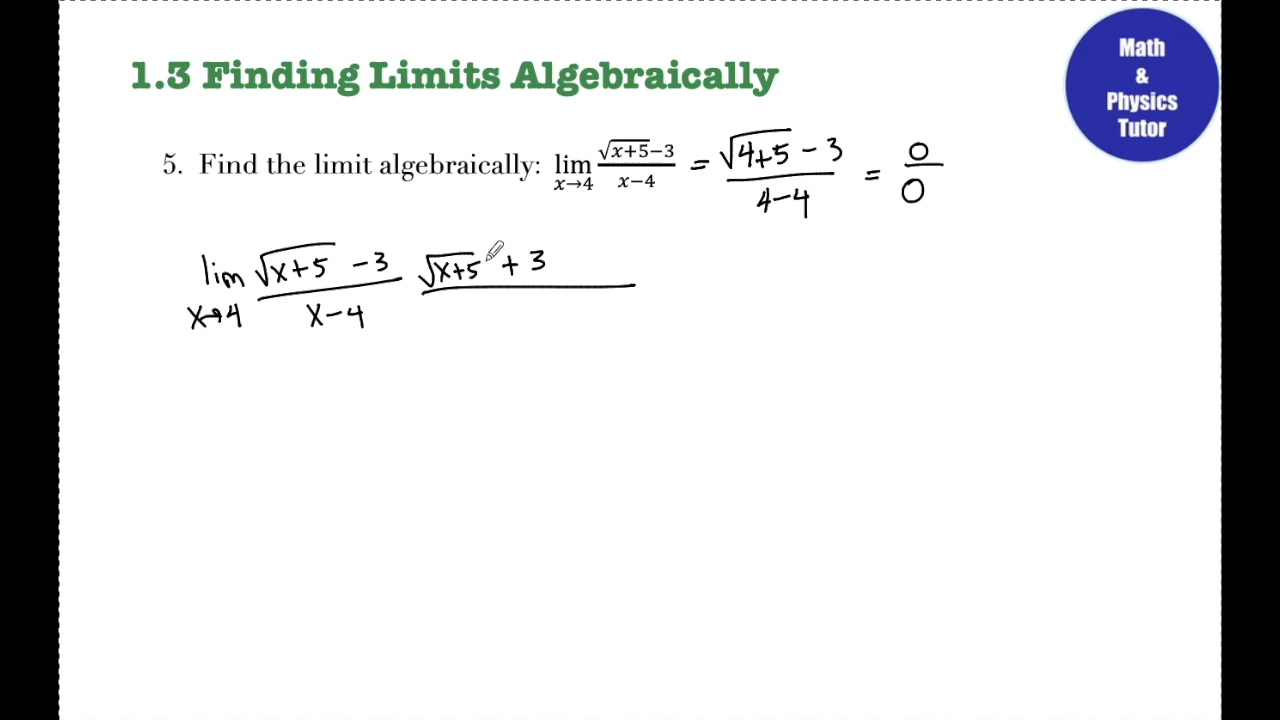 Math
&
Physics
Tutor
1.3 Finding Limits Algebraically
5. Find the limit algebraically: lim x→4 (√(x+5)−3)/(x−4) = (√(4+5) − 3)/(4−4) = 0/0
lim x→4 (√(x+5) − 3)/(x−4) √(x+5) + 3